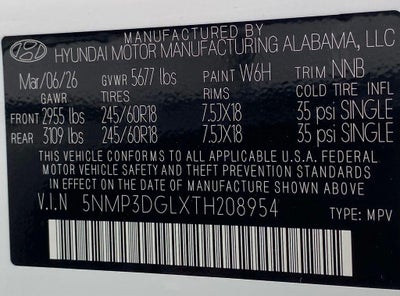 MANUFACTURED BY
HYUNDAI MOTOR MANUFACTURING ALABAMA, LLC
Mar/06/26 GVWR 5677 lbs PAINT W6H TRIM NNB
GAWR TIRES RIMS COLD TIRE INFL
FRONT 2955 lbs 245/60R18 7.5JX18 35 psi SINGLE
REAR 3109 lbs 245/60R18 7.5JX18 35 psi SINGLE
THIS VEHICLE CONFORMS TO ALL APPLICABLE U.S.A. FEDERAL
MOTOR VEHICLE SAFETY AND THEFT PREVENTION STANDARDS
IN EFFECT ON THE DATE OF MANUFACTURE SHOWN ABOVE.
V.I.N 5NMP3DGLXTH208954 TYPE: MPV